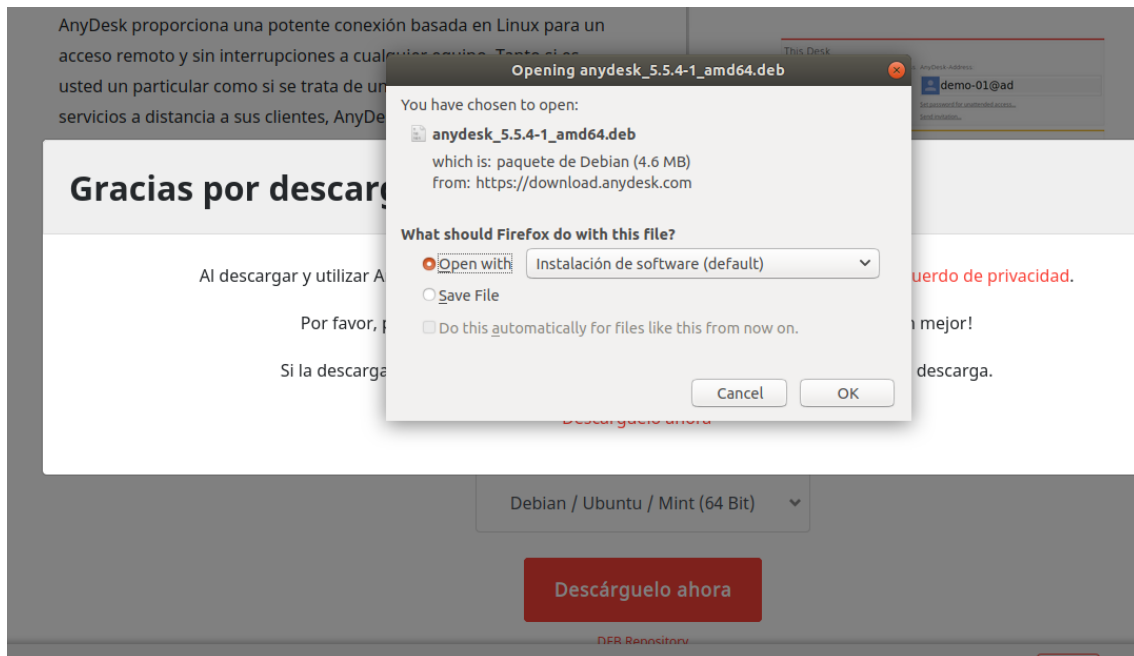 AnyDesk proporciona una potente conexión basada en Linux para un
acceso remoto y sin interrupciones a cualquier equipo. Tanto si es
usted un particular como si se trata de un
servicios a distancia a sus clientes, AnyDe
This Desk
AnyDesk-Address:
demo-01@ad
Set password for unattended access...
Send invitation...
Opening anydesk_5.5.4-1_amd64.deb
You have chosen to open:
anydesk_5.5.4-1_amd64.deb
which is: paquete de Debian (4.6 MB)
from: https://download.anydesk.com
What should Firefox do with this file?
Open with
Instalación de software (default)
Save File
Do this automatically for files like this from now on.
Cancel
OK
Gracias por descarg
Al descargar y utilizar A
uerdo de privacidad.
Por favor, p
n mejor!
Si la descarga
descarga.
Descárguelo ahora
Debian / Ubuntu / Mint (64 Bit)
Descárguelo ahora
DEB Repository